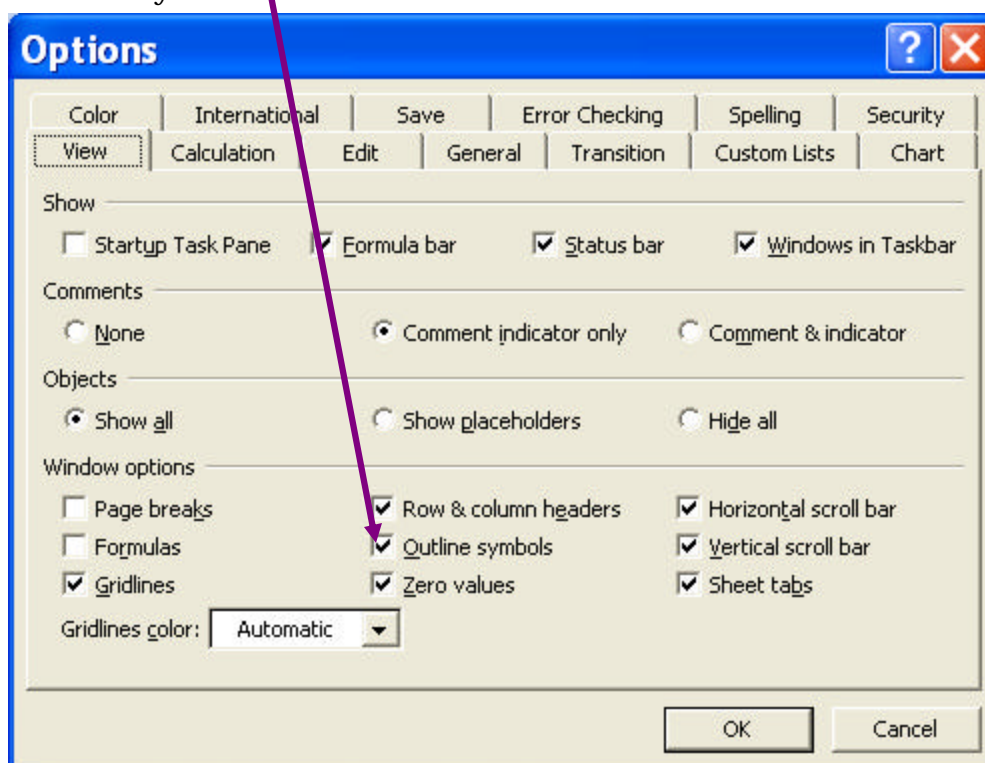 Options
Color International Save Error Checking Spelling Security
View Calculation Edit General Transition Custom Lists Chart
Show
Startup Task Pane Formula bar Status bar Windows in Taskbar
Comments
None Comment indicator only Comment & indicator
Objects
Show all Show placeholders Hide all
Window options
Page breaks Row & column headers Horizontal scroll bar
Formulas Outline symbols Vertical scroll bar
Gridlines Zero values Sheet tabs
Gridlines color: Automatic
OK Cancel